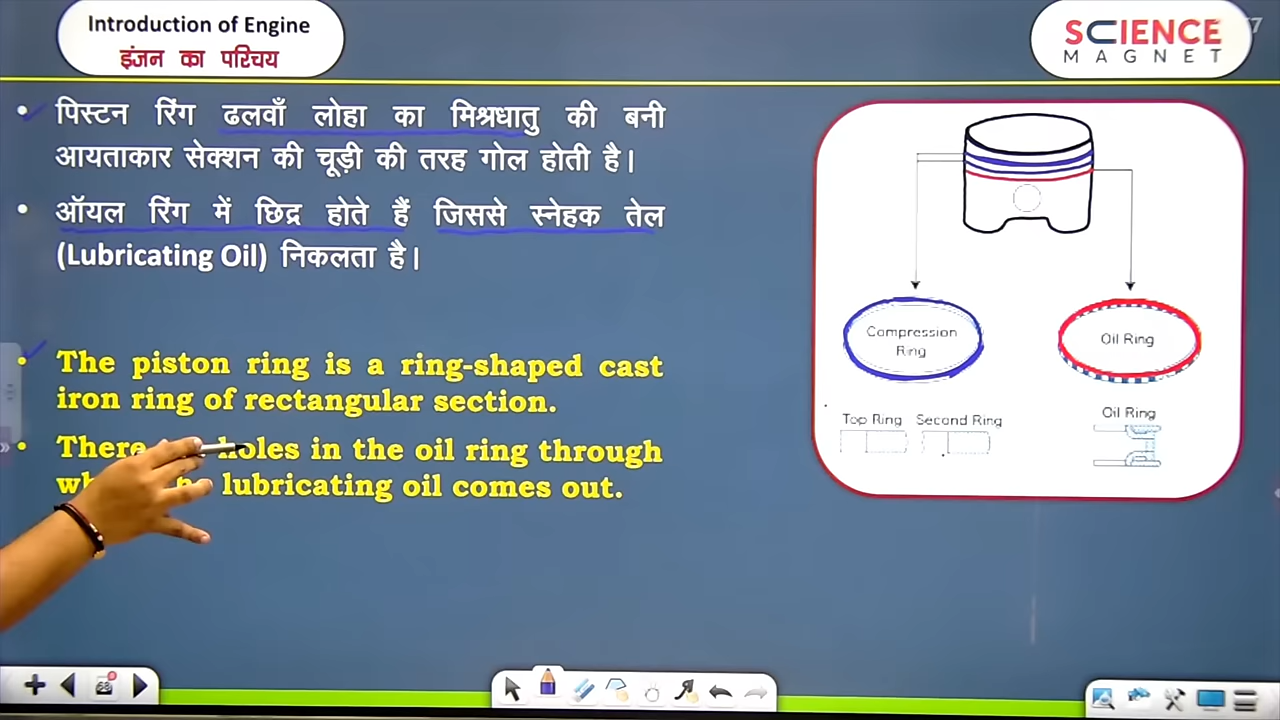 Introduction of Engine
इंजन का परिचय
SCIENCE
MAGNET
• पिस्टन रिंग ढलवाँ लोहा का मिश्रधातु की बनी
आयताकार सेक्शन की चूड़ी की तरह गोल होती है।
• ऑयल रिंग में छिद्र होते हैं जिससे स्नेहक तेल
(Lubricating Oil) निकलता है।
• The piston ring is a ring-shaped cast
iron ring of rectangular section.
• There holes in the oil ring through
lubricating oil comes out.
Compression
Ring
Oil Ring
Top Ring Second Ring
Oil Ring
68